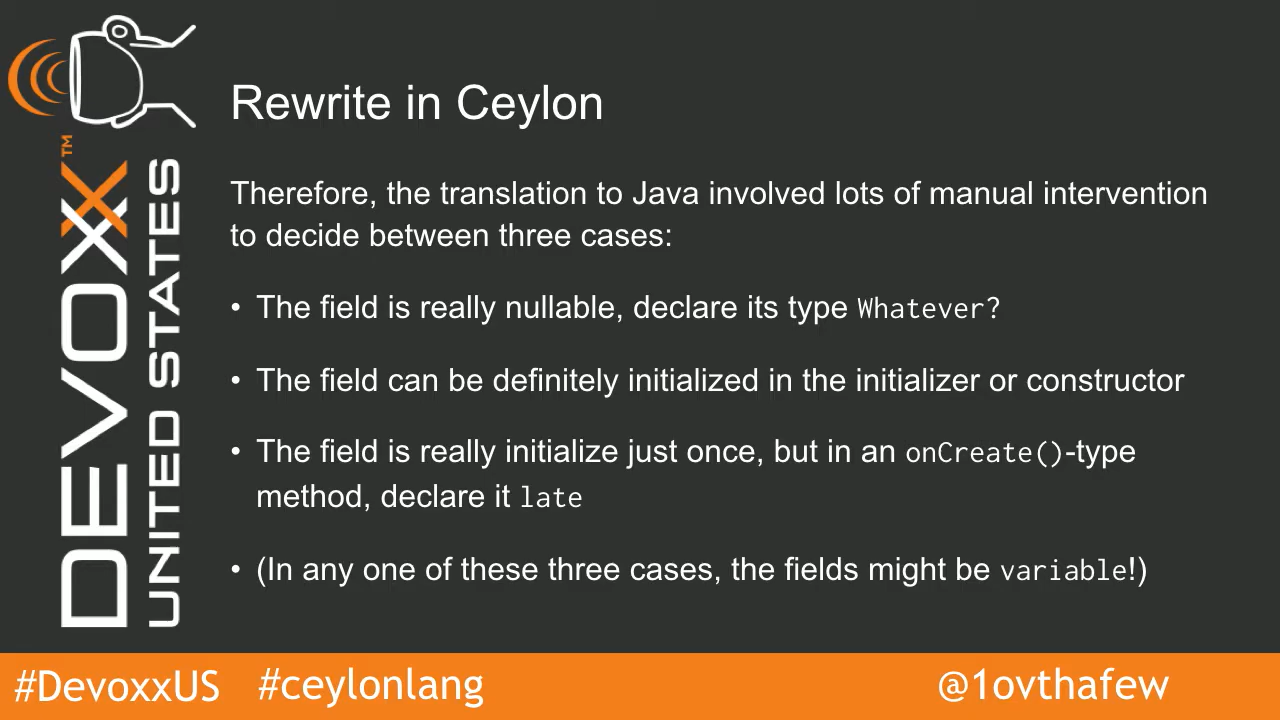 Rewrite in Ceylon
Therefore, the translation to Java involved lots of manual intervention
to decide between three cases:
• The field is really nullable, declare its type Whatever?
• The field can be definitely initialized in the initializer or constructor
• The field is really initialize just once, but in an onCreate()-type
method, declare it late
• (In any one of these three cases, the fields might be variable!)
DEVOXX™
UNITED STATES
#DevoxxUS #ceylonlang @1ovthafew